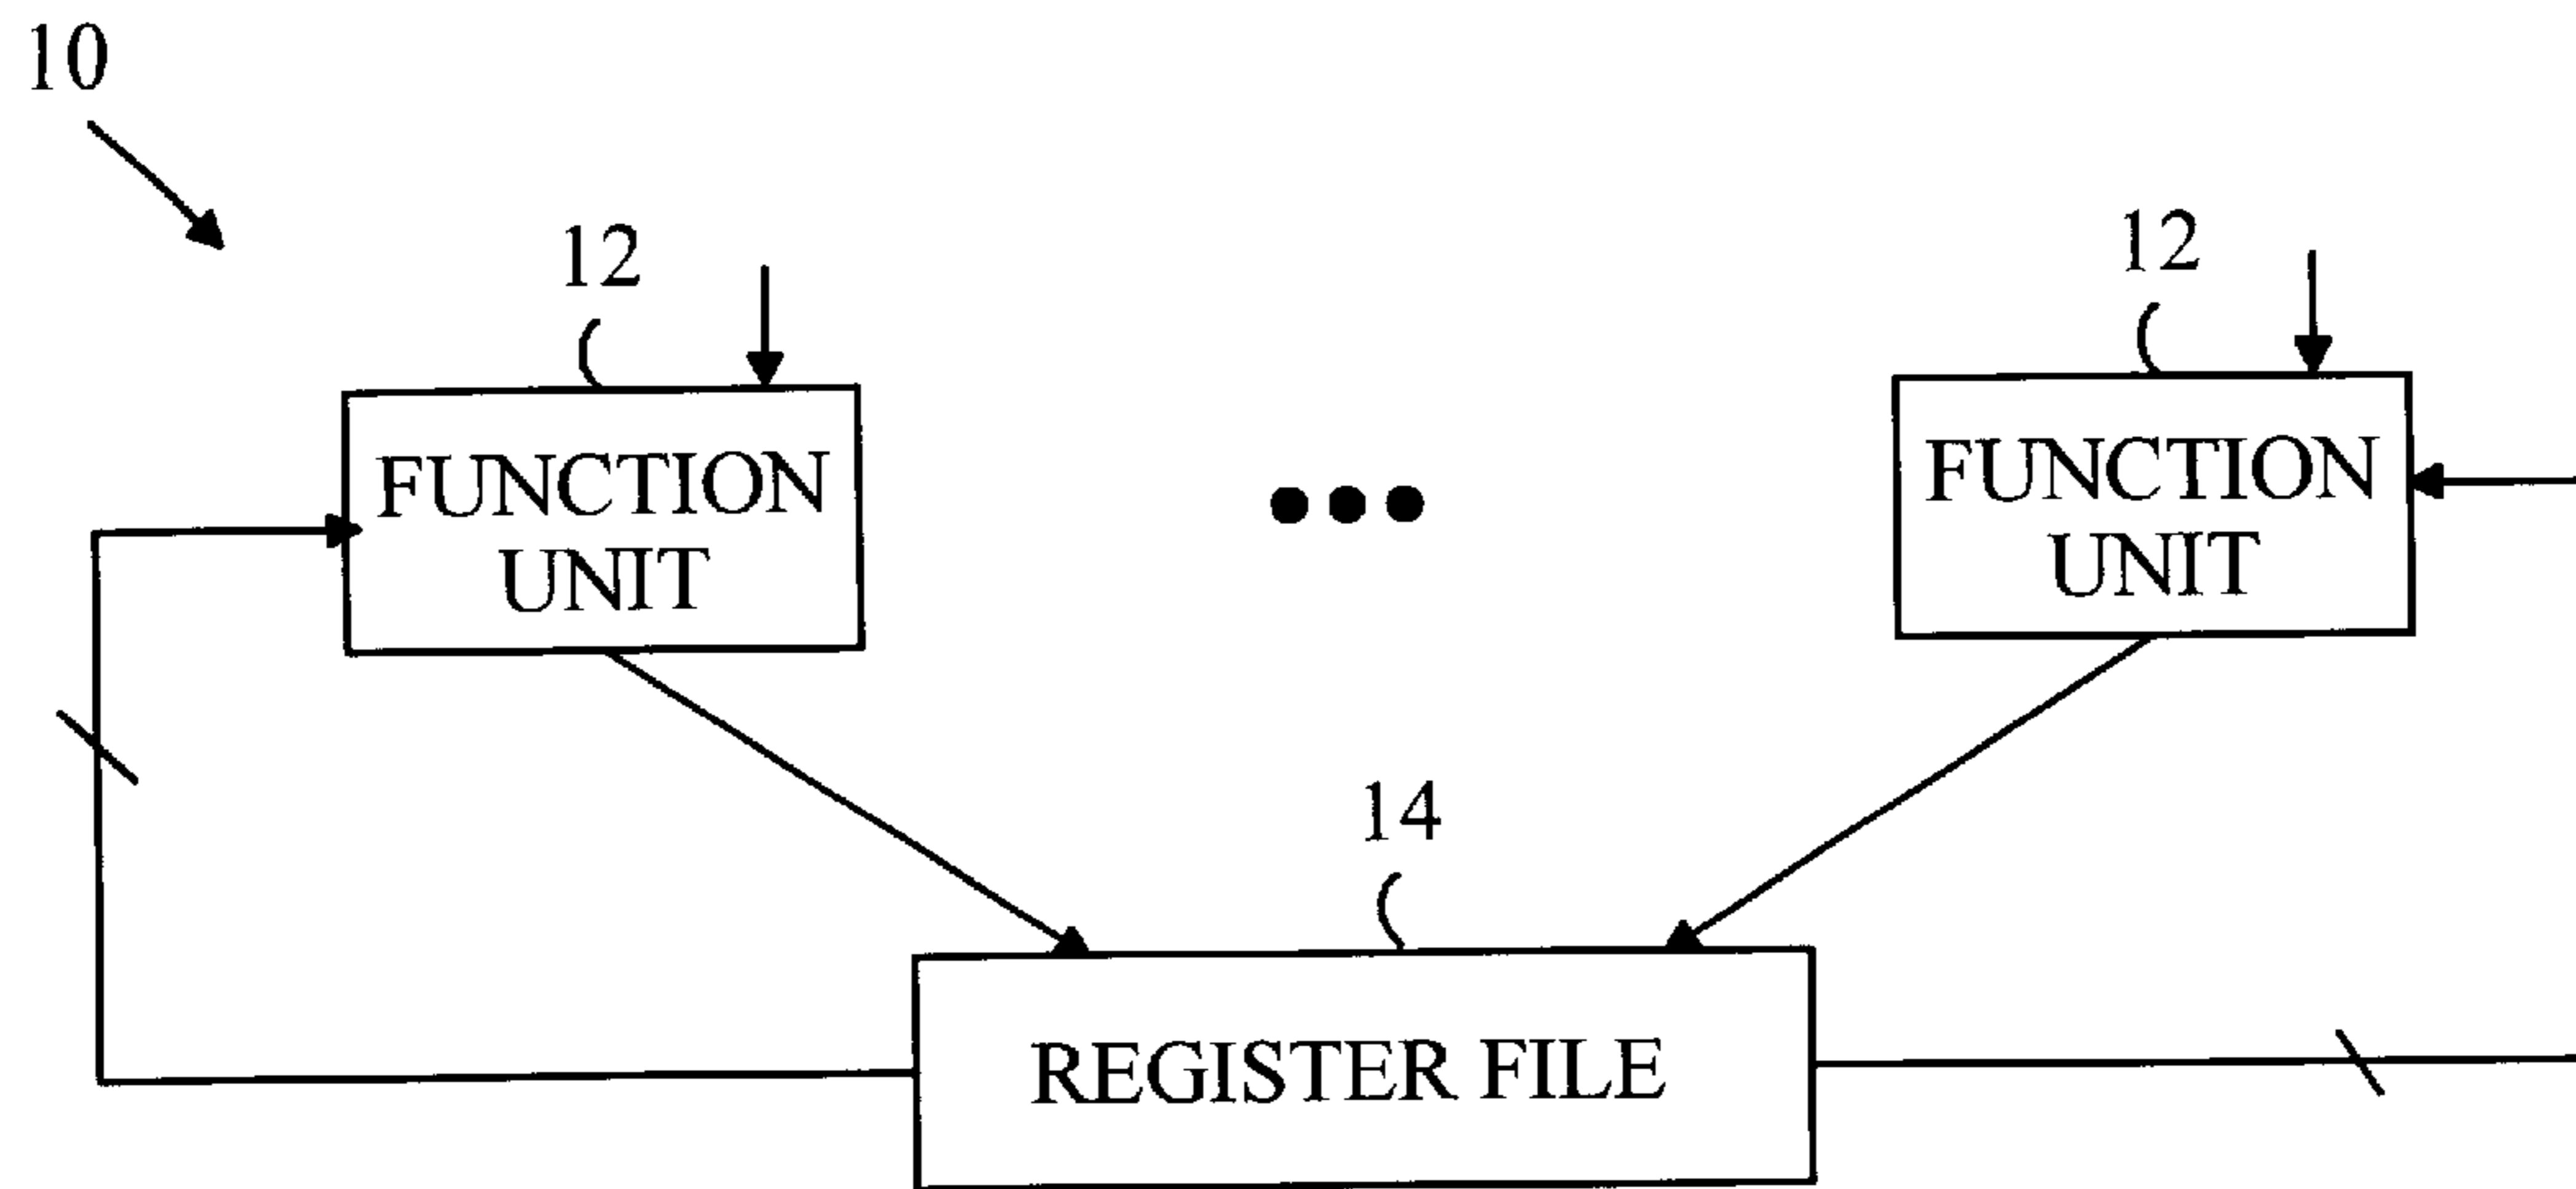 10
12
12
FUNCTION
UNIT
FUNCTION
UNIT
14
REGISTER FILE